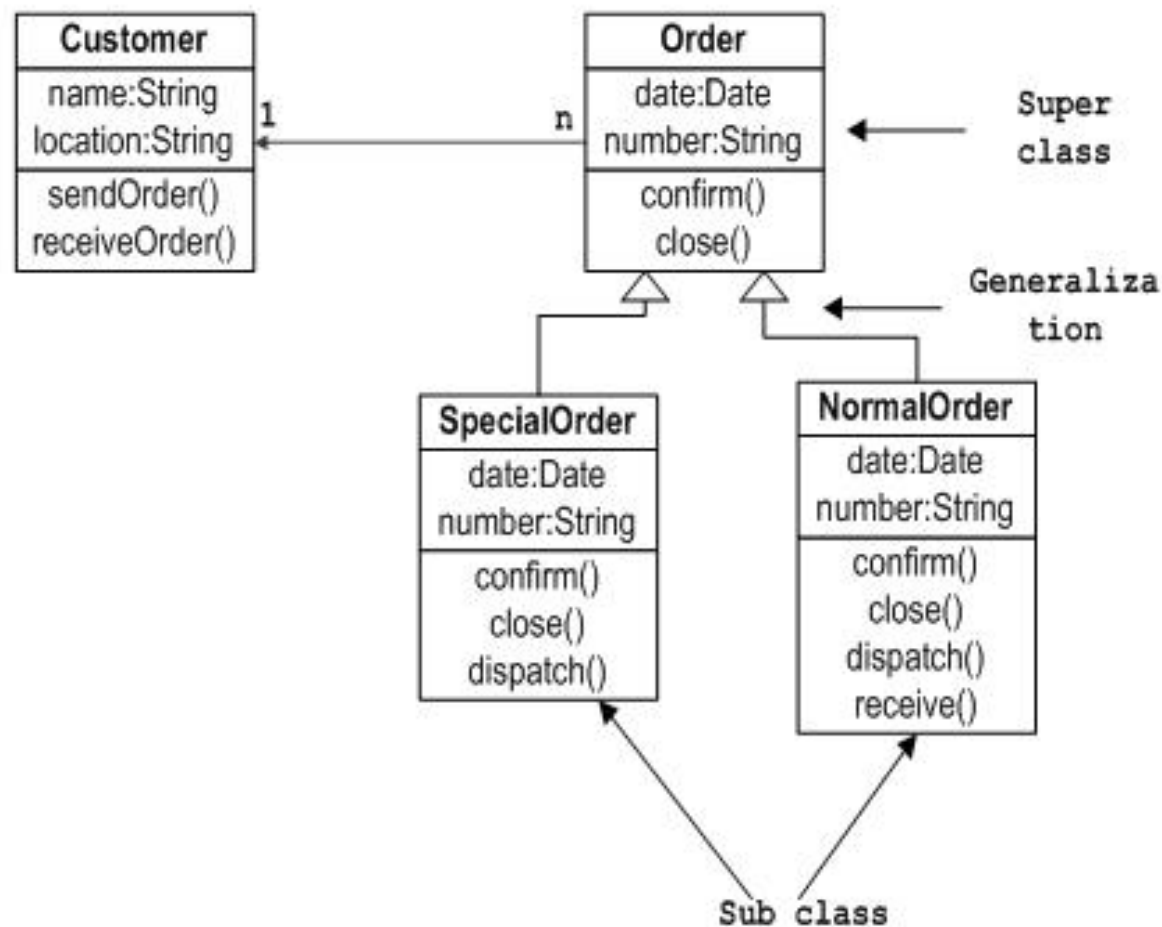 Customer
name:String
location:String
sendOrder()
receiveOrder()
1
n
Order
date:Date
number:String
confirm()
close()
Super
class
Generaliza
tion
SpecialOrder
date:Date
number:String
confirm()
close()
dispatch()
NormalOrder
date:Date
number:String
confirm()
close()
dispatch()
receive()
Sub class